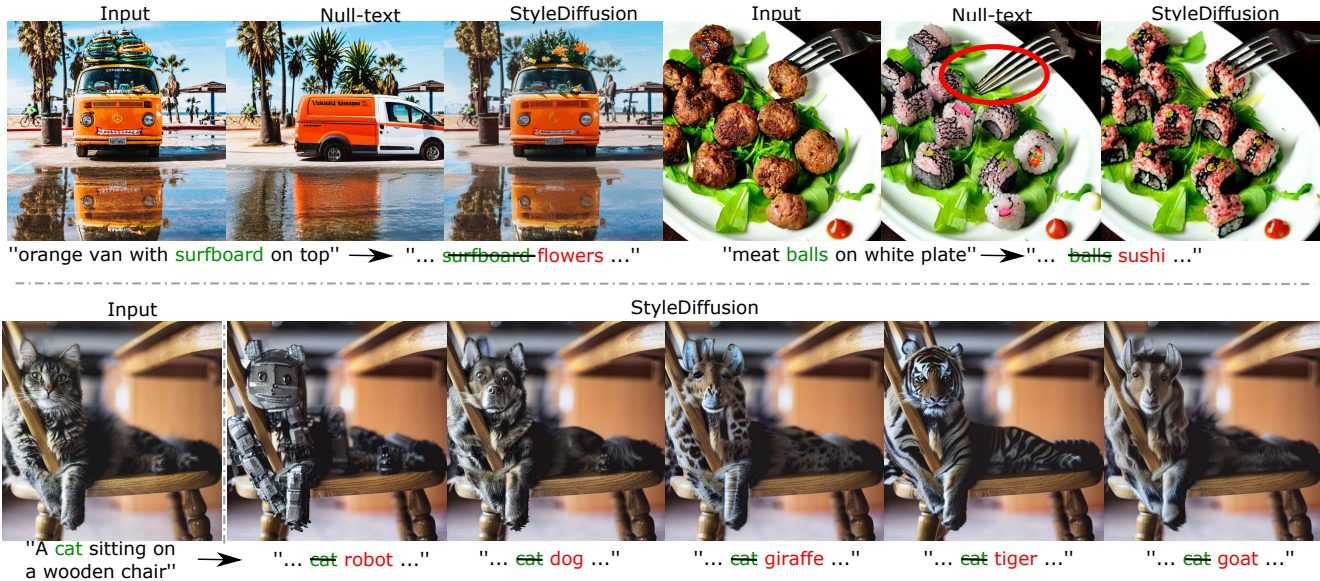 Input Null-text StyleDiffusion Input Null-text StyleDiffusion
O'NEILL
"orange van with surfboard on top" "... surfboard flowers ..." "meat balls on white plate" "... balls sushi ..."
Input StyleDiffusion
"A cat sitting on
a wooden chair" "... cat robot ..." "... cat dog ..." "... cat giraffe ..." "... cat tiger ..." "... cat goat ..."